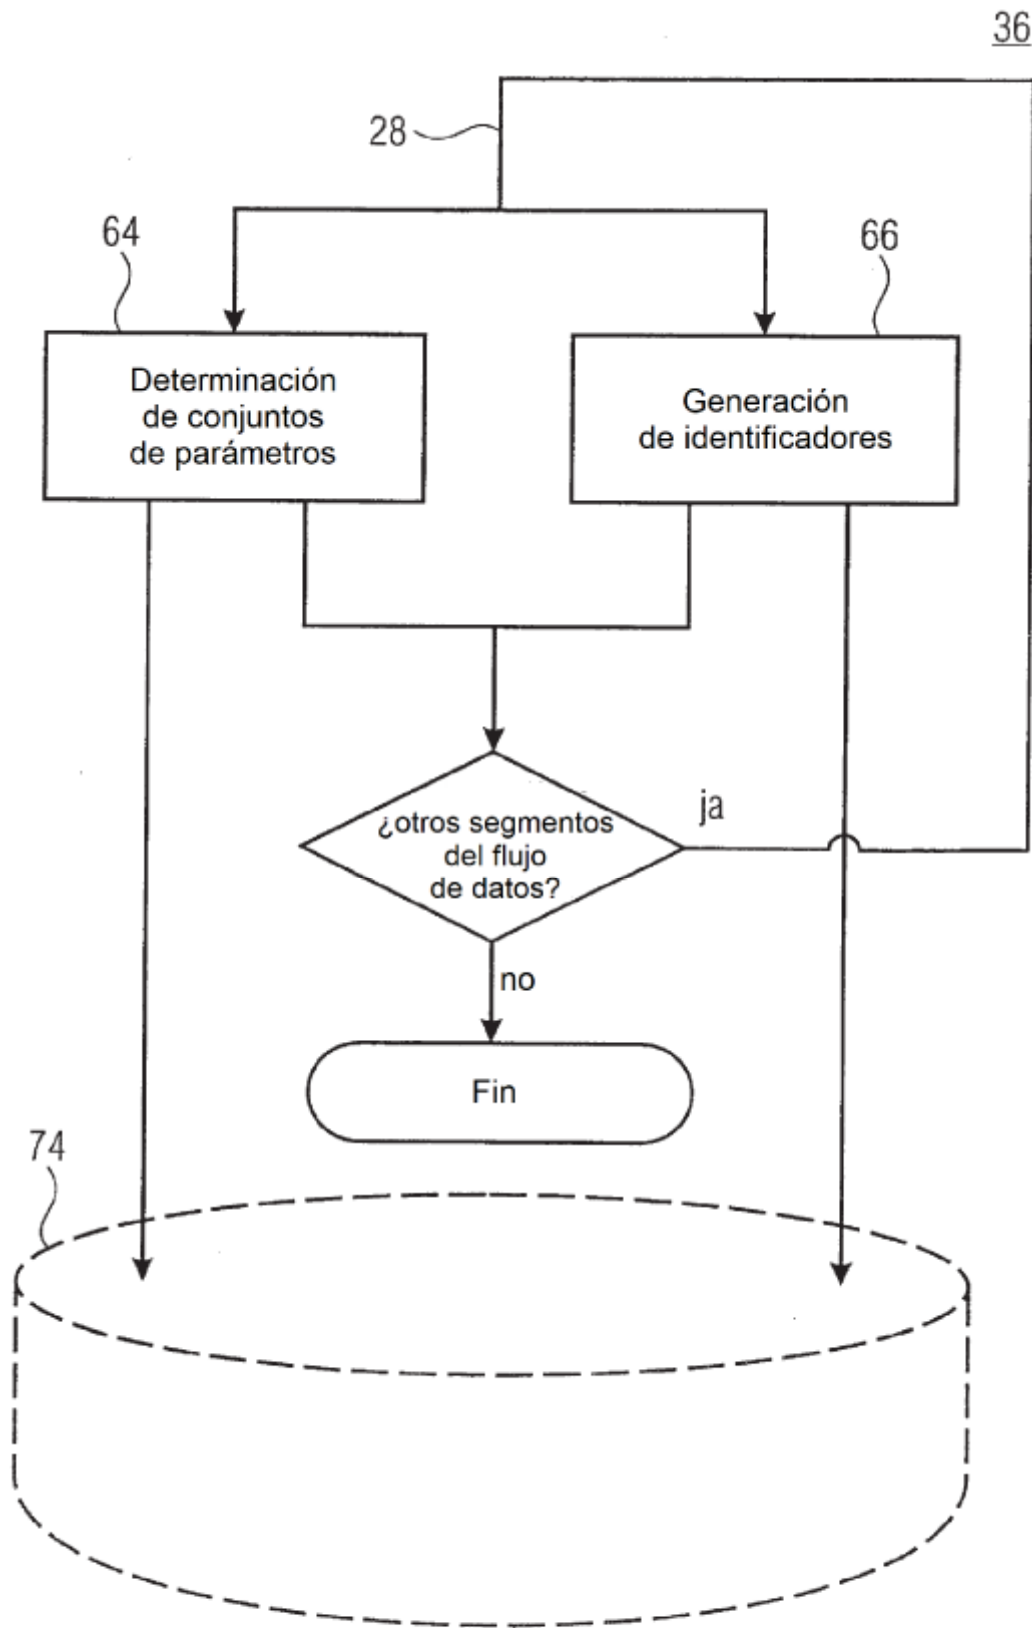 36
28
64
66
Determinación
de conjuntos
de parámetros
Generación
de identificadores
¿otros segmentos
del flujo
de datos?
ja
no
Fin
74